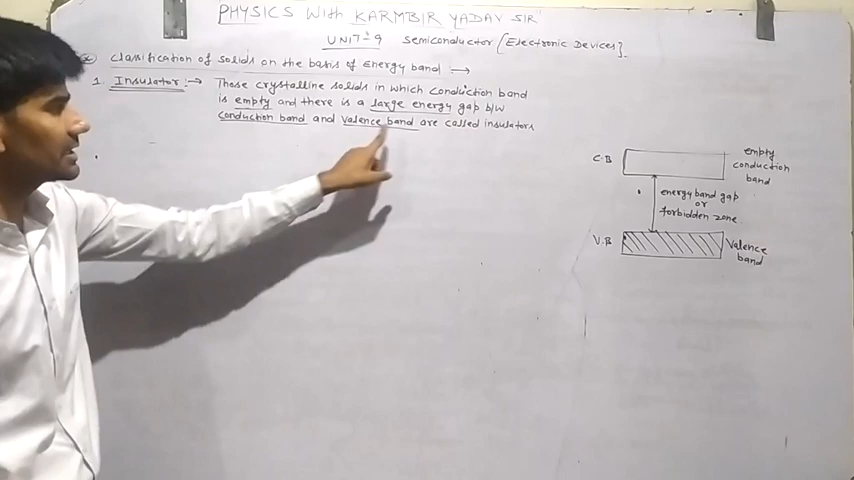 PHYSICS With KARMBIR YADAV SIR
UNIT-9 Semiconductor [Electronic Devices].
Classification of solids on the basis of Energy band →
1. Insulator :→ Those crystalline solids in which conduction band
is empty and there is a large energy gap b/w
conduction band and valence band are called insulators
C.B
empty
conduction
band
energy band gap
or
forbidden zone
V.B
Valence
band